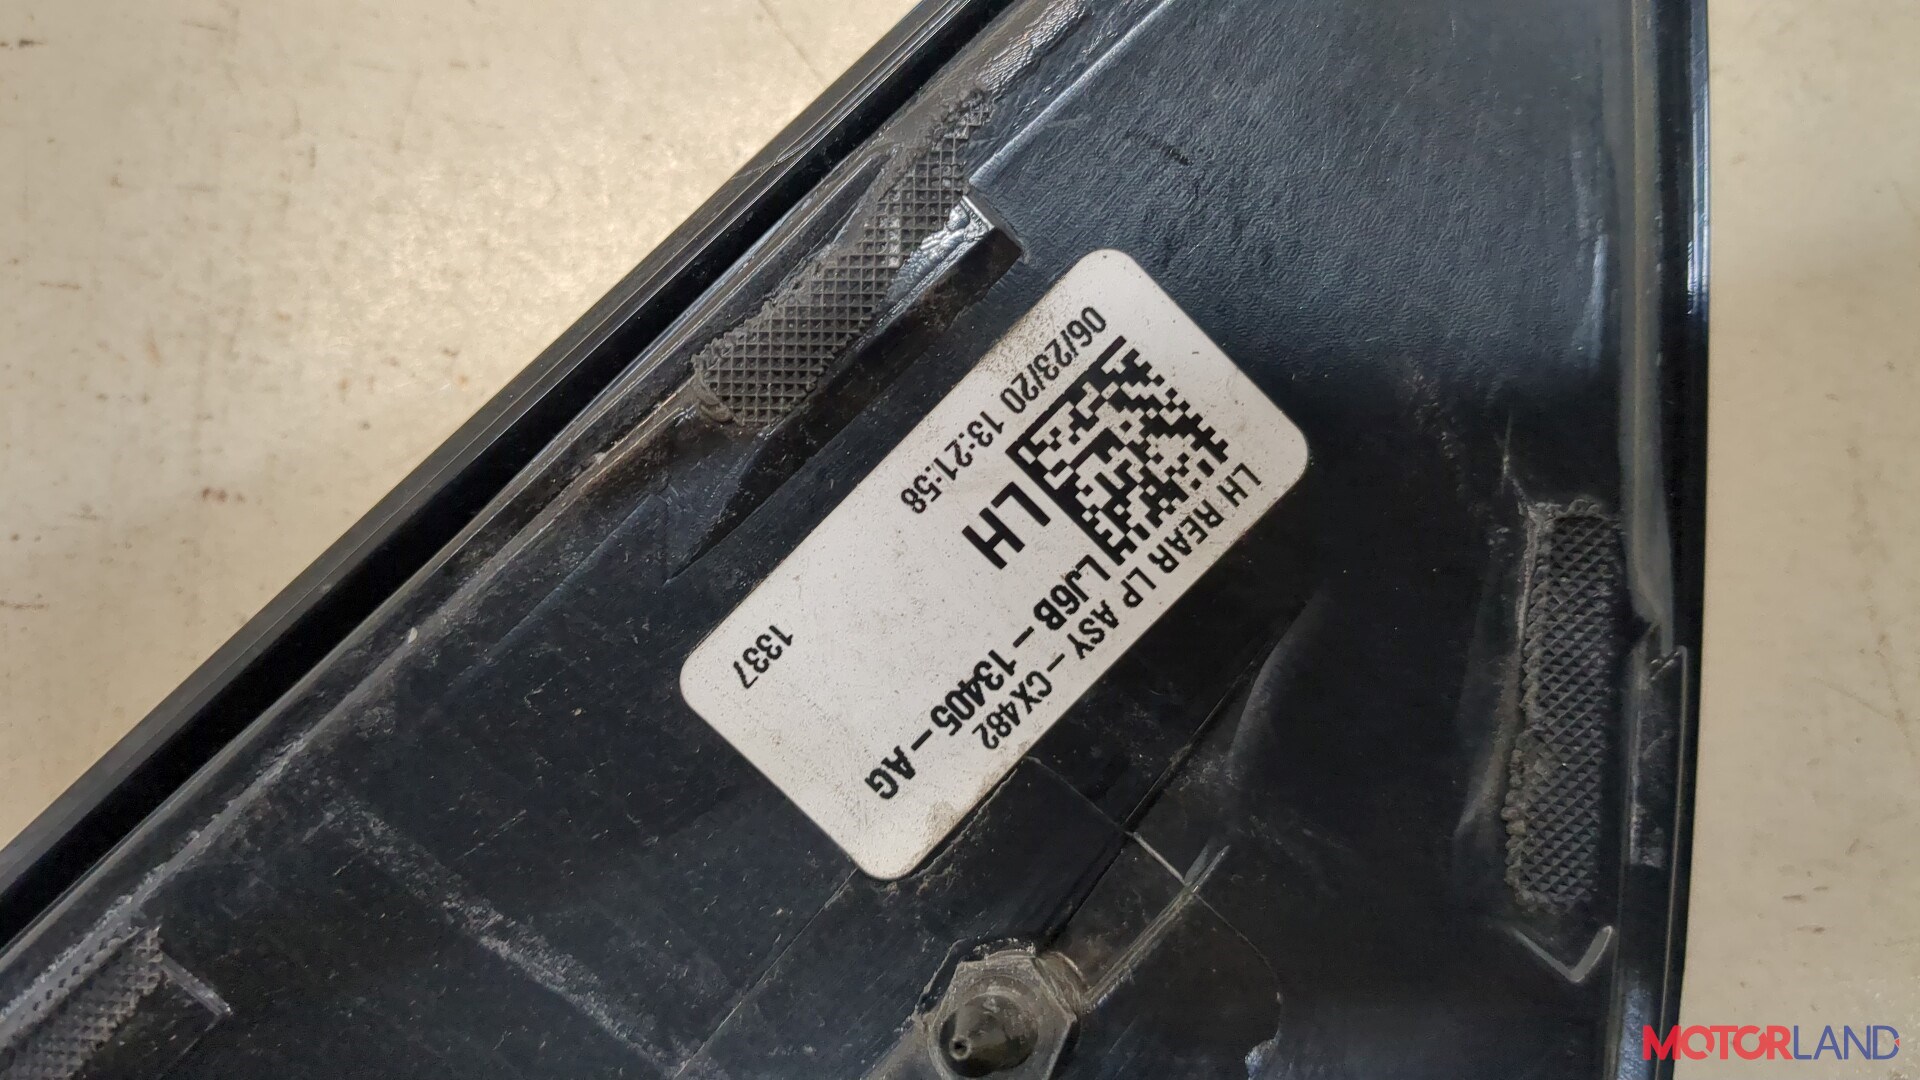 LH REAR LP ASY – CX482
LJ6B – 13405 – AG
LH
06/23/20 13:21:58
1337
MOTORLAND